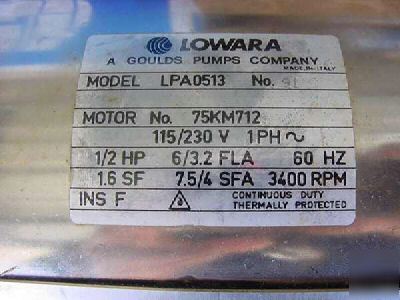 LOWARA
A GOULDS PUMPS COMPANY
MADE IN ITALY
MODEL LPA0513 No.
MOTOR No. 75KM712
115/230 V 1PH ~
1/2 HP 6/3.2 FLA 60 HZ
1.6 SF 7.5/4 SFA 3400 RPM
INS F CONTINUOUS DUTY
THERMALLY PROTECTED